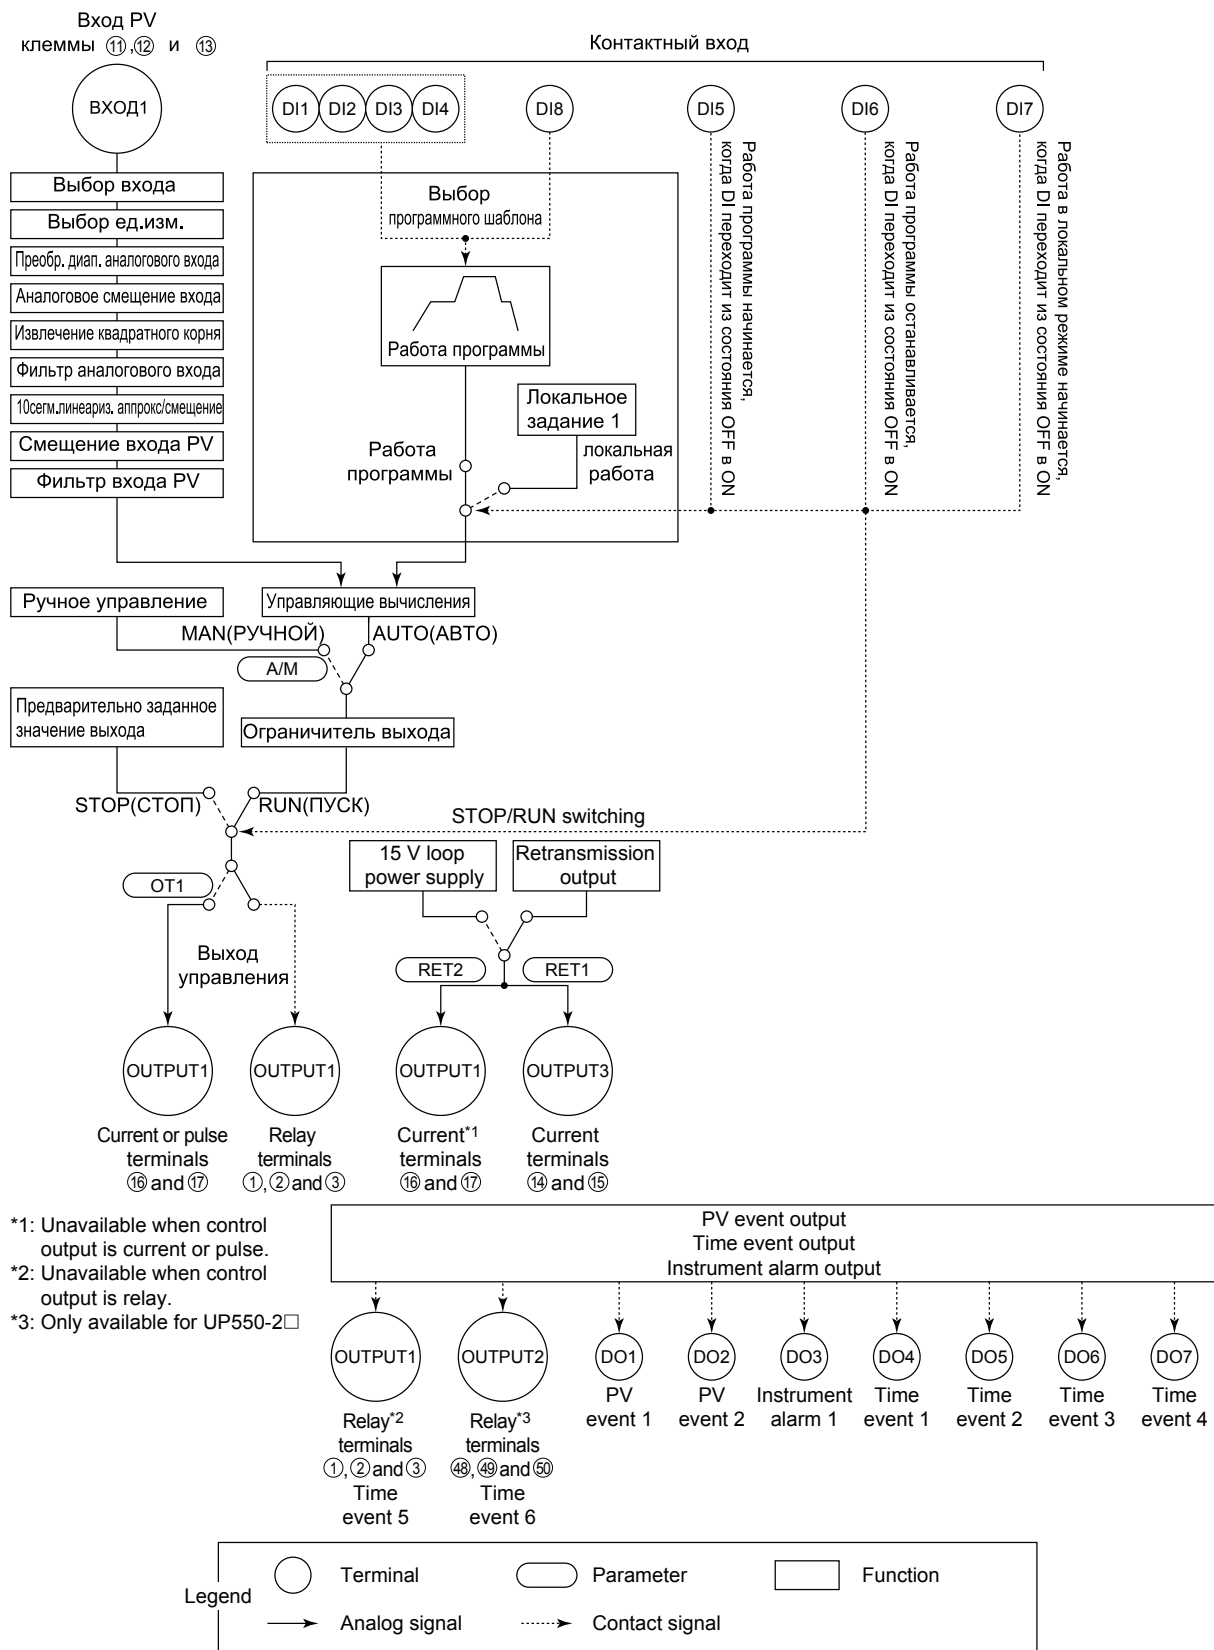 Вход PV
клеммы ⑪,⑫ и ⑬
Контактный вход
ВХОД1
DI1
DI2
DI3
DI4
DI8
DI5
DI6
DI7
Работа программы начинается,
когда DI переходит из состояния OFF в ON
Работа программы останавливается,
когда DI переходит из состояния OFF в ON
Работа в локальном режиме начинается,
когда DI переходит из состояния OFF в ON
Выбор входа
Выбор ед.изм.
Преобр. диап. аналогового входа
Аналоговое смещение входа
Извлечение квадратного корня
Фильтр аналогового входа
10сегм.линеариз. аппрокс/смещение
Смещение входа PV
Фильтр входа PV
Выбор
программного шаблона
Работа программы
Локальное
задание 1
Работа
программы
локальная
работа
Ручное управление
Управляющие вычисления
MAN(РУЧНОЙ)
AUTO(АВТО)
A/M
Предварительно заданное
значение выхода
Ограничитель выхода
STOP(СТОП)
RUN(ПУСК)
STOP/RUN switching
15 V loop
power supply
Retransmission
output
OT1
Выход
управления
RET2
RET1
OUTPUT1
OUTPUT1
OUTPUT1
OUTPUT3
Current or pulse
terminals
⑯ and ⑰
Relay
terminals
①, ② and ③
Current*1
terminals
⑯ and ⑰
Current
terminals
⑭ and ⑮
*1: Unavailable when control
output is current or pulse.
*2: Unavailable when control
output is relay.
*3: Only available for UP550-2□
PV event output
Time event output
Instrument alarm output
OUTPUT1
OUTPUT2
DO1
DO2
DO3
DO4
DO5
DO6
DO7
Relay*2
terminals
①, ② and ③
Time
event 5
Relay*3
terminals
㊽, ㊾ and ㊿
Time
event 6
PV
event 1
PV
event 2
Instrument
alarm 1
Time
event 1
Time
event 2
Time
event 3
Time
event 4
Legend
Terminal
Parameter
Function
Analog signal
Contact signal